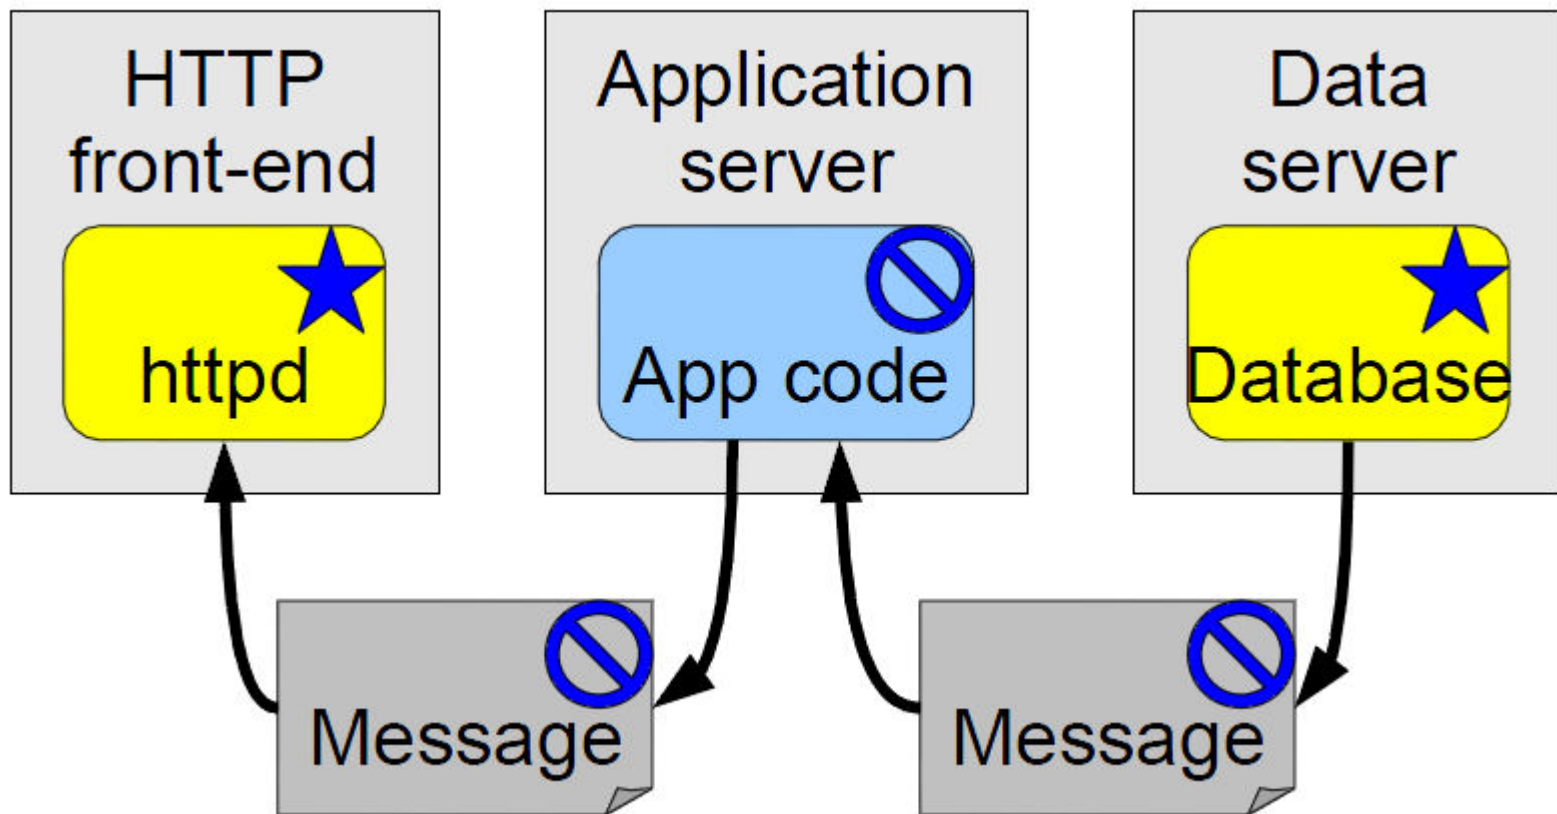 HTTP
front-end
httpd
Application
server
App code
Data
server
Database
Message
Message